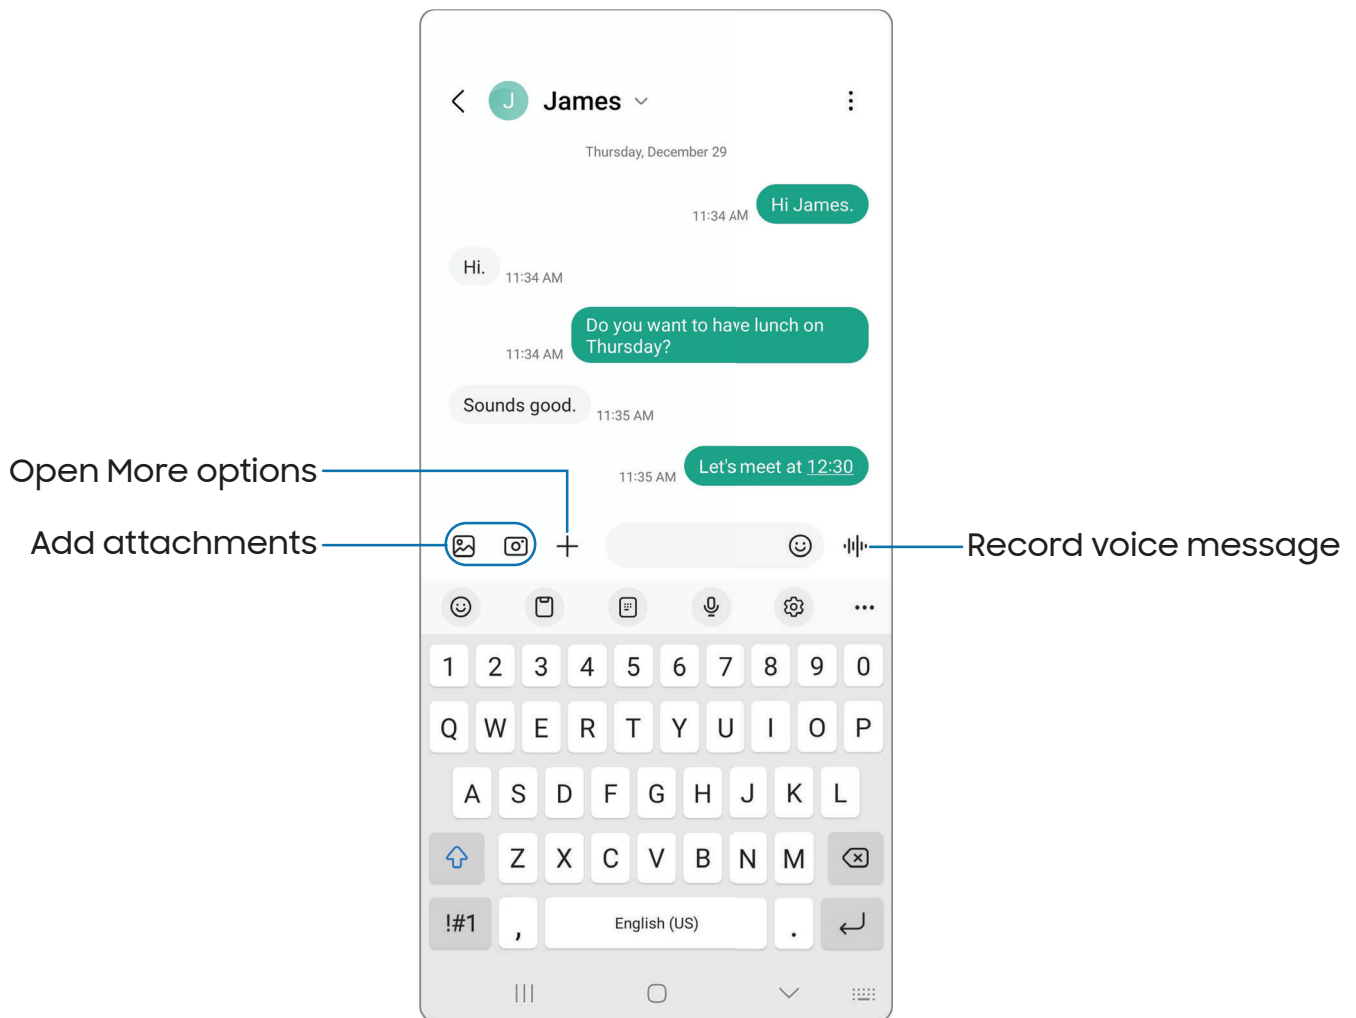 J James
Thursday, December 29
11:34 AM Hi James.
Hi. 11:34 AM
Do you want to have lunch on
Thursday?
11:34 AM
Sounds good. 11:35 AM
11:35 AM Let's meet at 12:30
Open More options
Add attachments
Record voice message
1 2 3 4 5 6 7 8 9 0
Q W E R T Y U I O P
A S D F G H J K L
Z X C V B N M
!#1 , English (US) .